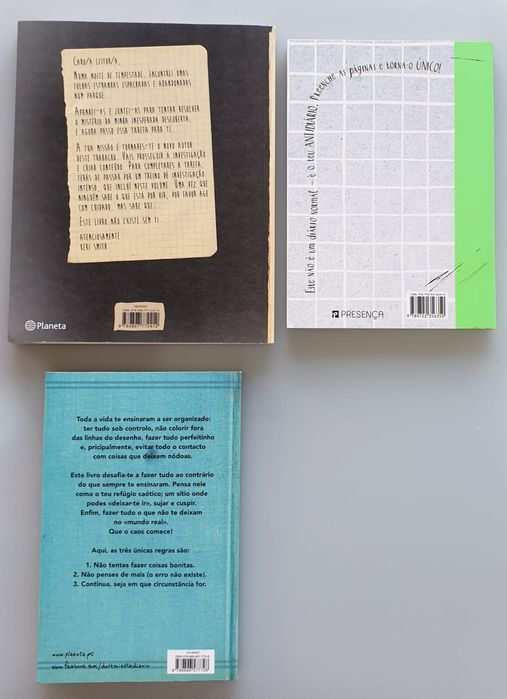 CARO/A LEITOR/A,
NUMA NOITE DE TEMPESTADE, ENCONTREI UMAS
FOLHAS ESTRANHAS ESPALHADAS E ABANDONADAS
NUM PARQUE...
APANHEI-AS E JUNTEI-AS PARA TENTAR RESOLVER
O MISTÉRIO DA MINHA INESPERADA DESCOBERTA,
E AGORA PASSO ESSA TAREFA PARA TI.
A TUA MISSÃO É TORNARES-TE O NOVO AUTOR
DESTE TRABALHO. VAIS PROSSEGUIR A INVESTIGAÇÃO
E CRIAR CONTEÚDO. PARA COMPLETARES A TAREFA,
TERÁS DE PASSAR POR UM TREINO DE INVESTIGAÇÃO
INTENSO, QUE INCLUÍ NESTE VOLUME. UMA VEZ QUE
NINGUÉM SABE O QUE ESTÁ POR VIR, POR FAVOR AGE
COM CUIDADO, MAS SABE QUE...
ESTE LIVRO NÃO EXISTE SEM TI.
ATENCIOSAMENTE
KERI SMITH
Planeta
ESTE NÃO É UM DIÁRIO NORMAL – É O TEU ANTIDIÁRIO. PREENCHE AS PÁGINAS E TORNA-O ÚNICO!
PRESENÇA
9789722356350
Toda a vida te ensinaram a ser organizado:
ter tudo sob controlo, não colorir fora
das linhas do desenho, fazer tudo perfeitinho
e, pricipalmente, evitar todo o contacto
com coisas que deixem nódoas.
Este livro desafia-te a fazer tudo ao contrário
do que sempre te ensinaram. Pensa nele
como o teu refúgio caótico; um sítio onde
podes «deixar-te ir», sujar e cuspir.
Enfim, fazer tudo o que não te deixam
no «mundo real».
Que o caos comece!
Aqui, as três únicas regras são:
1. Não tentes fazer coisas bonitas.
2. Não penses de mais (o erro não existe).
3. Continua, seja em que circunstância for.
www.planeta.pt
www.facebook.com/destroiestediario